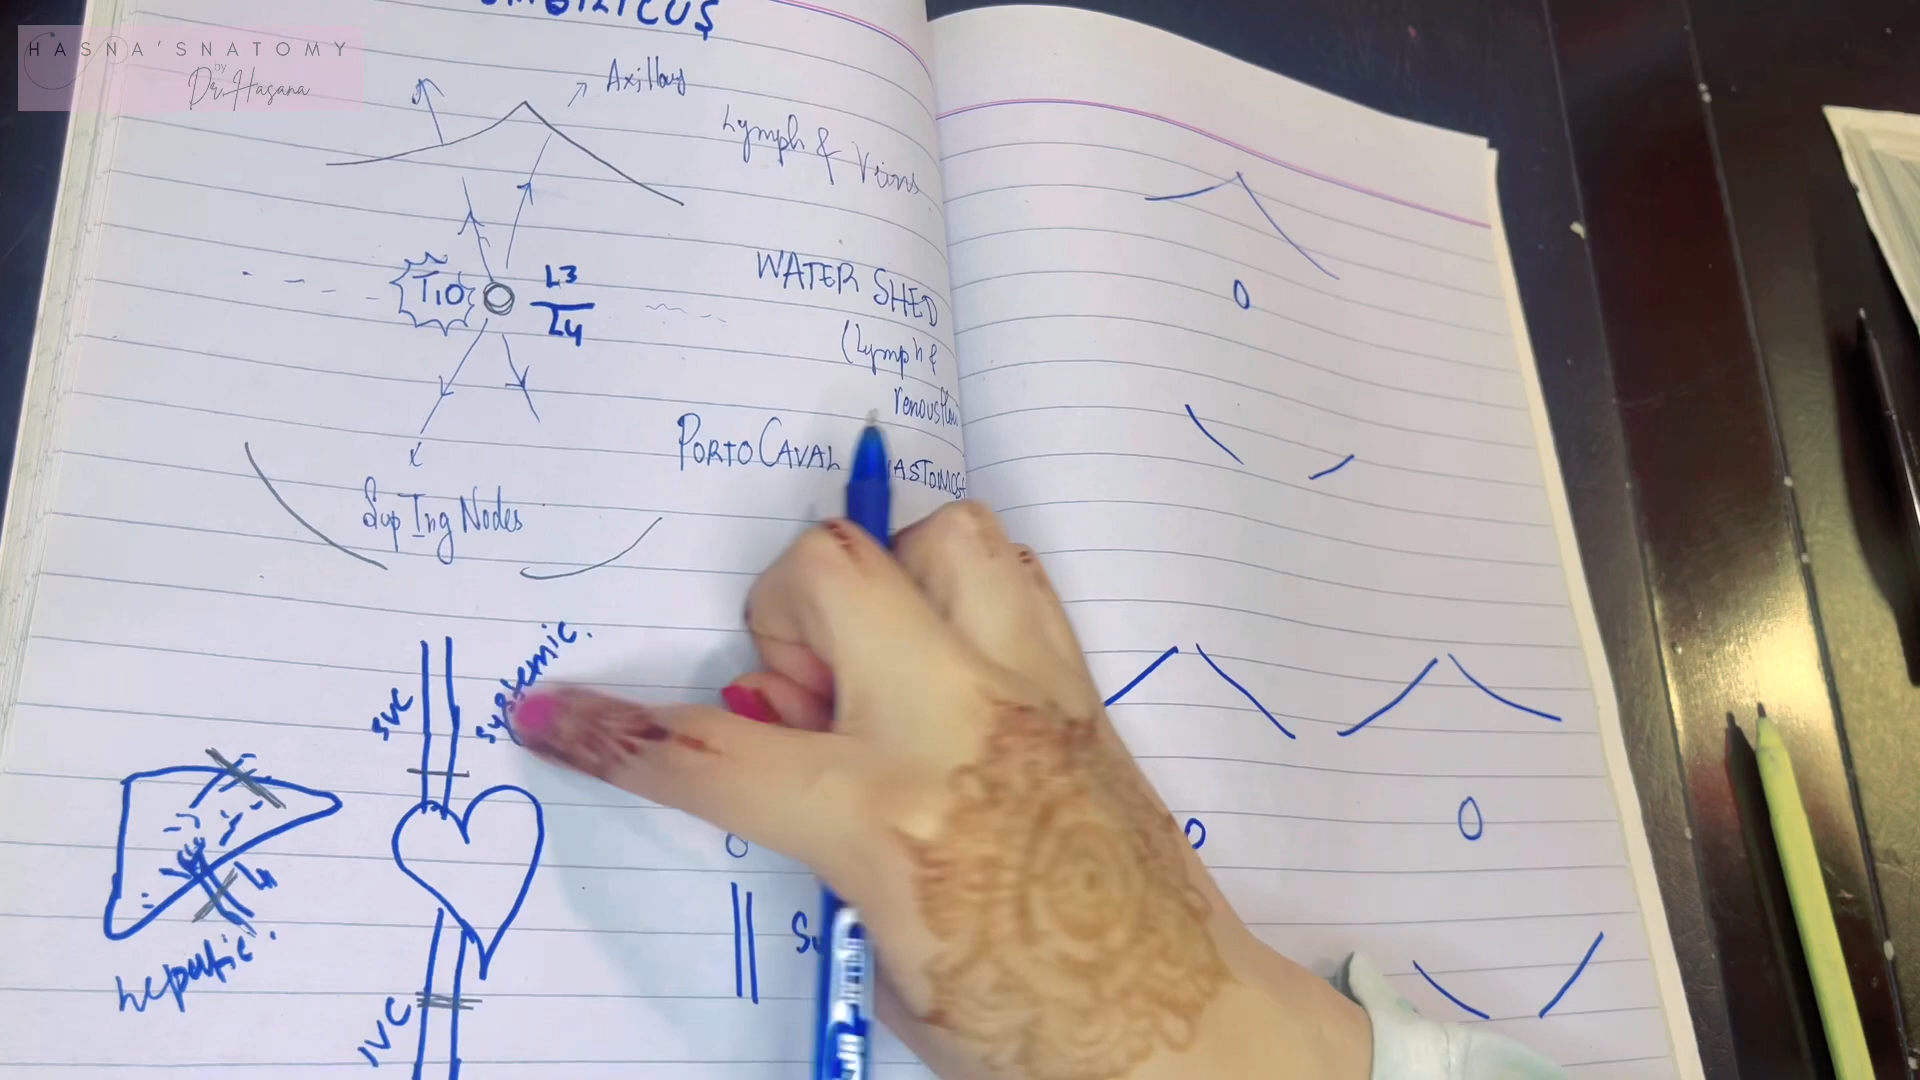 HASNA'SNATOMY
BY
Dr.Hasana
Axillary
Lymph & Veins
T10
L3
L4
WATER SHED
(Lymph &
venous flow
PORTO CAVAL
Sup Ing Nodes
SVC
systemic.
hepatic.
IVC